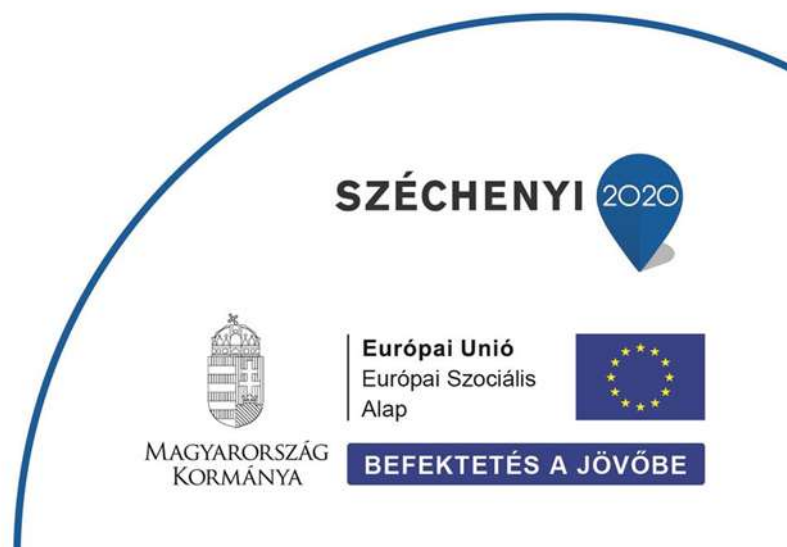 SZÉCHENYI 2020
Európai Unió
Európai Szociális
Alap
MAGYARORSZÁG
KORMÁNYA
BEFEKTETÉS A JÖVŐBE